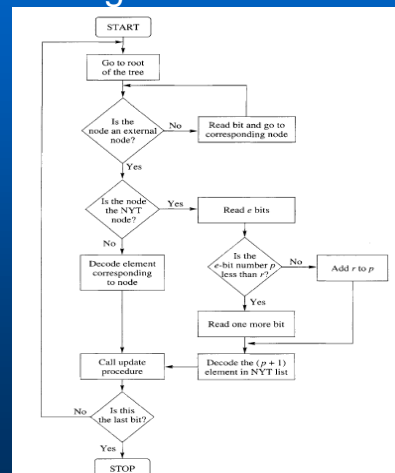 START
Go to root
of the tree
Is the
node an external
node?
No
Read bit and go to
corresponding node
Yes
Is the node
the NYT
node?
Yes
Read e bits
No
Decode element
corresponding
to node
Is the
e-bit number p
less than r?
No
Add r to p
Yes
Read one more bit
Call update
procedure
Decode the (p + 1)
element in NYT list
No
Is this
the last bit?
Yes
STOP